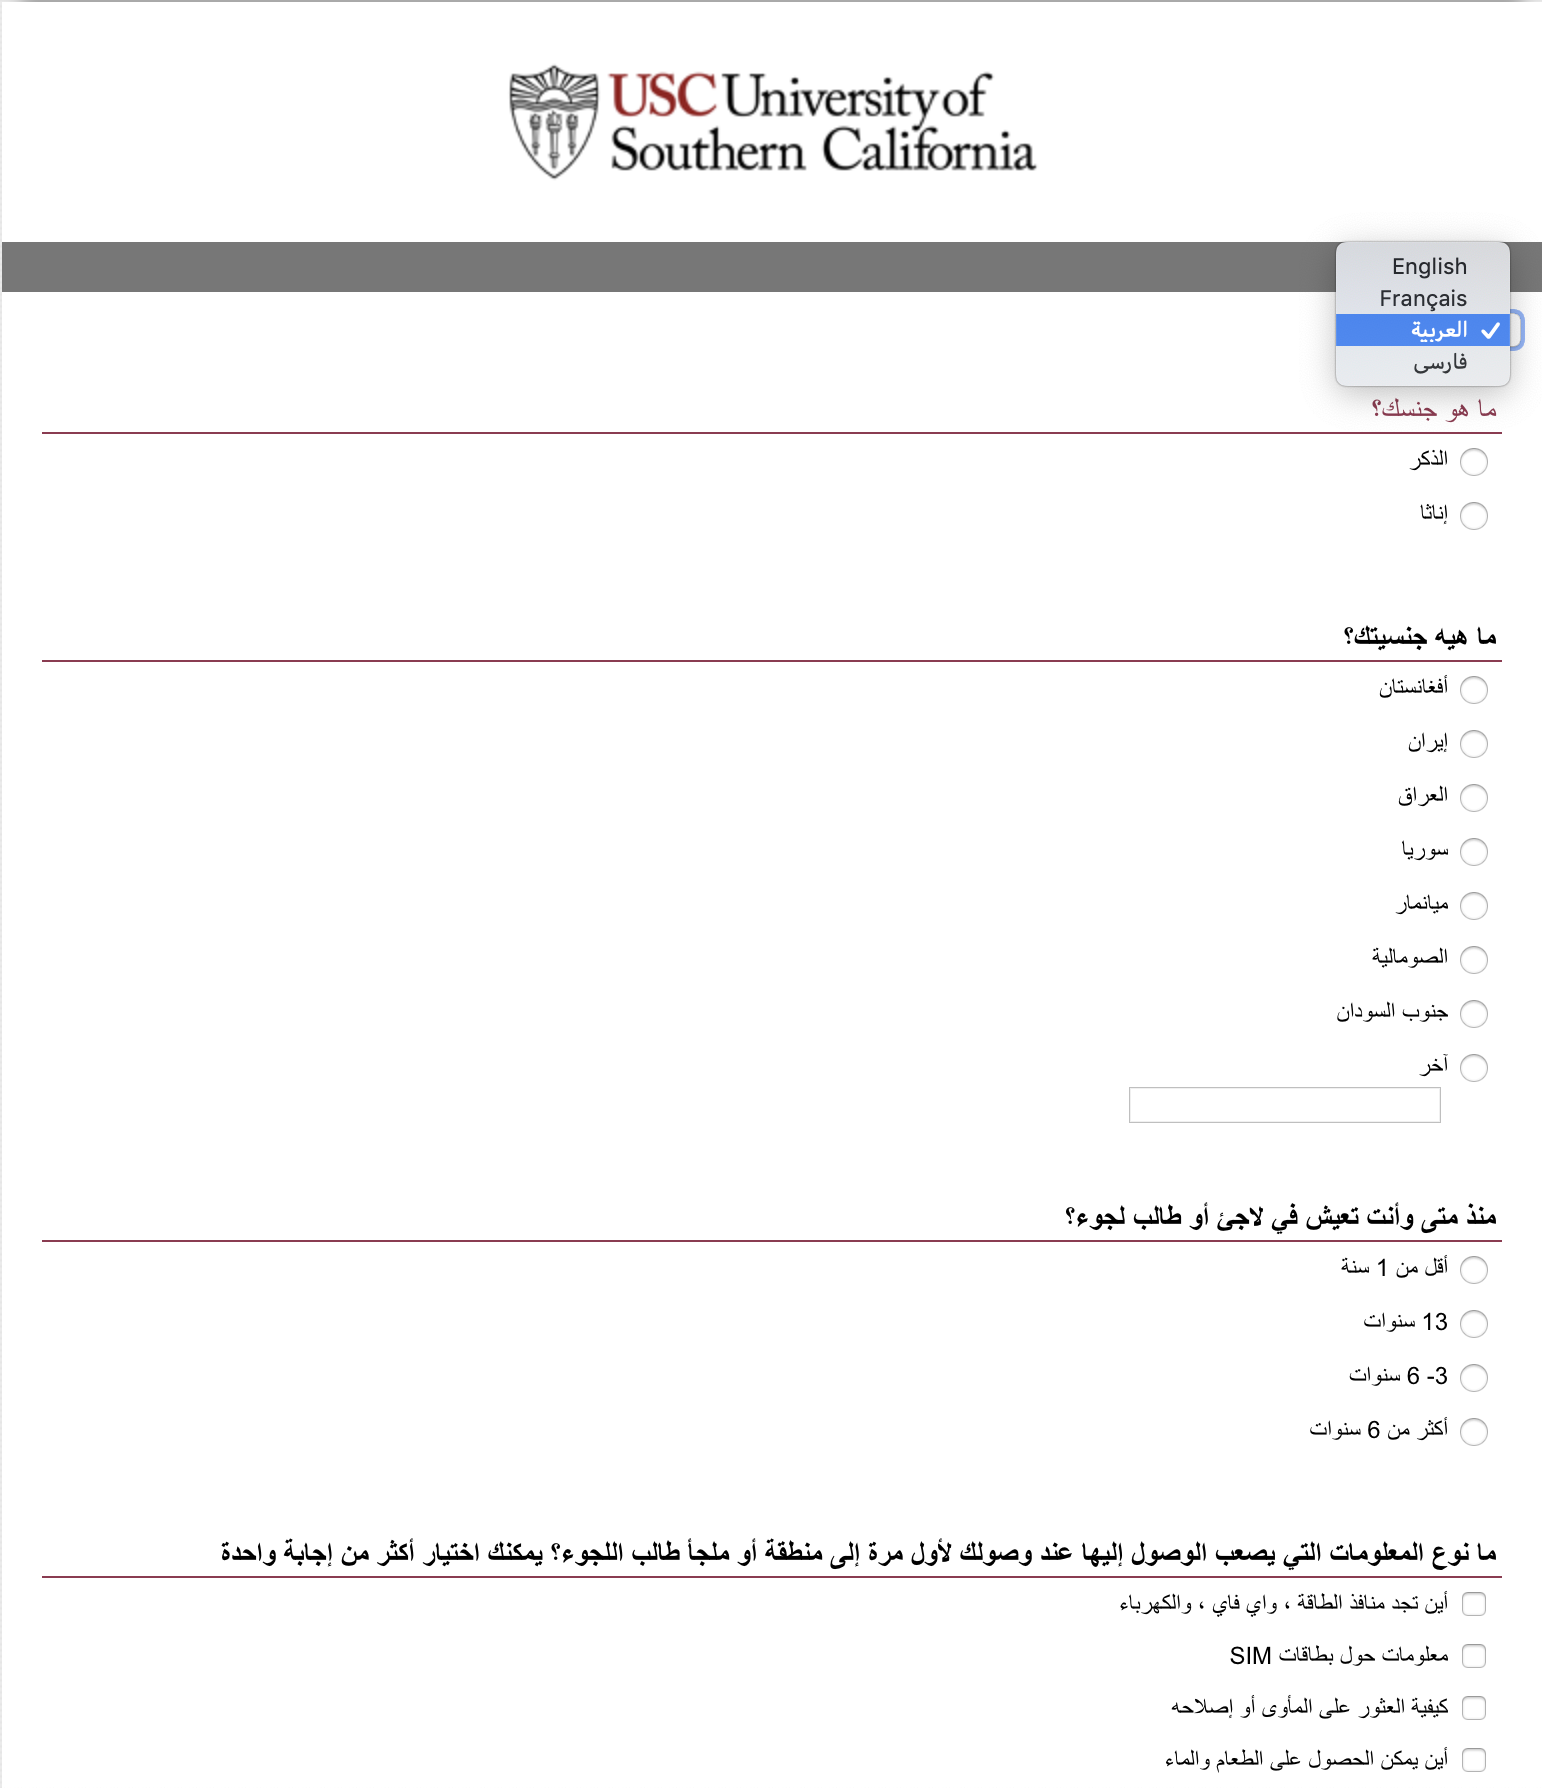 USC University of
Southern California
English
Français
العربية
فارسی
ما هو جنسك؟
الذكر
إناثا
ما هيه جنسيتك؟
أفغانستان
إيران
العراق
سوريا
ميانمار
الصومالية
جنوب السودان
آخر
منذ متى وأنت تعيش في لاجئ أو طالب لجوء؟
أقل من 1 سنة
13 سنوات
3- 6 سنوات
أكثر من 6 سنوات
ما نوع المعلومات التي يصعب الوصول إليها عند وصولك لأول مرة إلى منطقة أو ملجأ طالب اللجوء؟ يمكنك اختيار أكثر من إجابة واحدة
أين تجد منافذ الطاقة ، واي فاي ، والكهرباء
معلومات حول بطاقات SIM
كيفية العثور على المأوى أو إصلاحه
أين يمكن الحصول على الطعام والماء